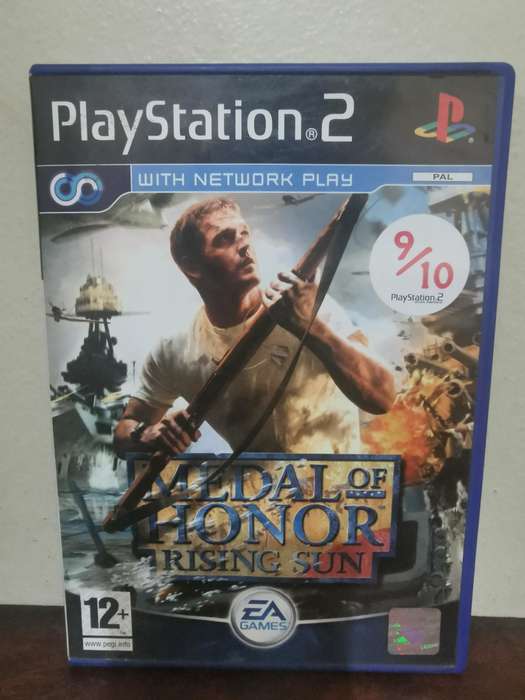 PlayStation®2
WITH NETWORK PLAY
PAL
9/10
PlayStation.2
MEDAL OF
HONOR
RISING SUN
12+
www.pegi.info
EA
GAMES